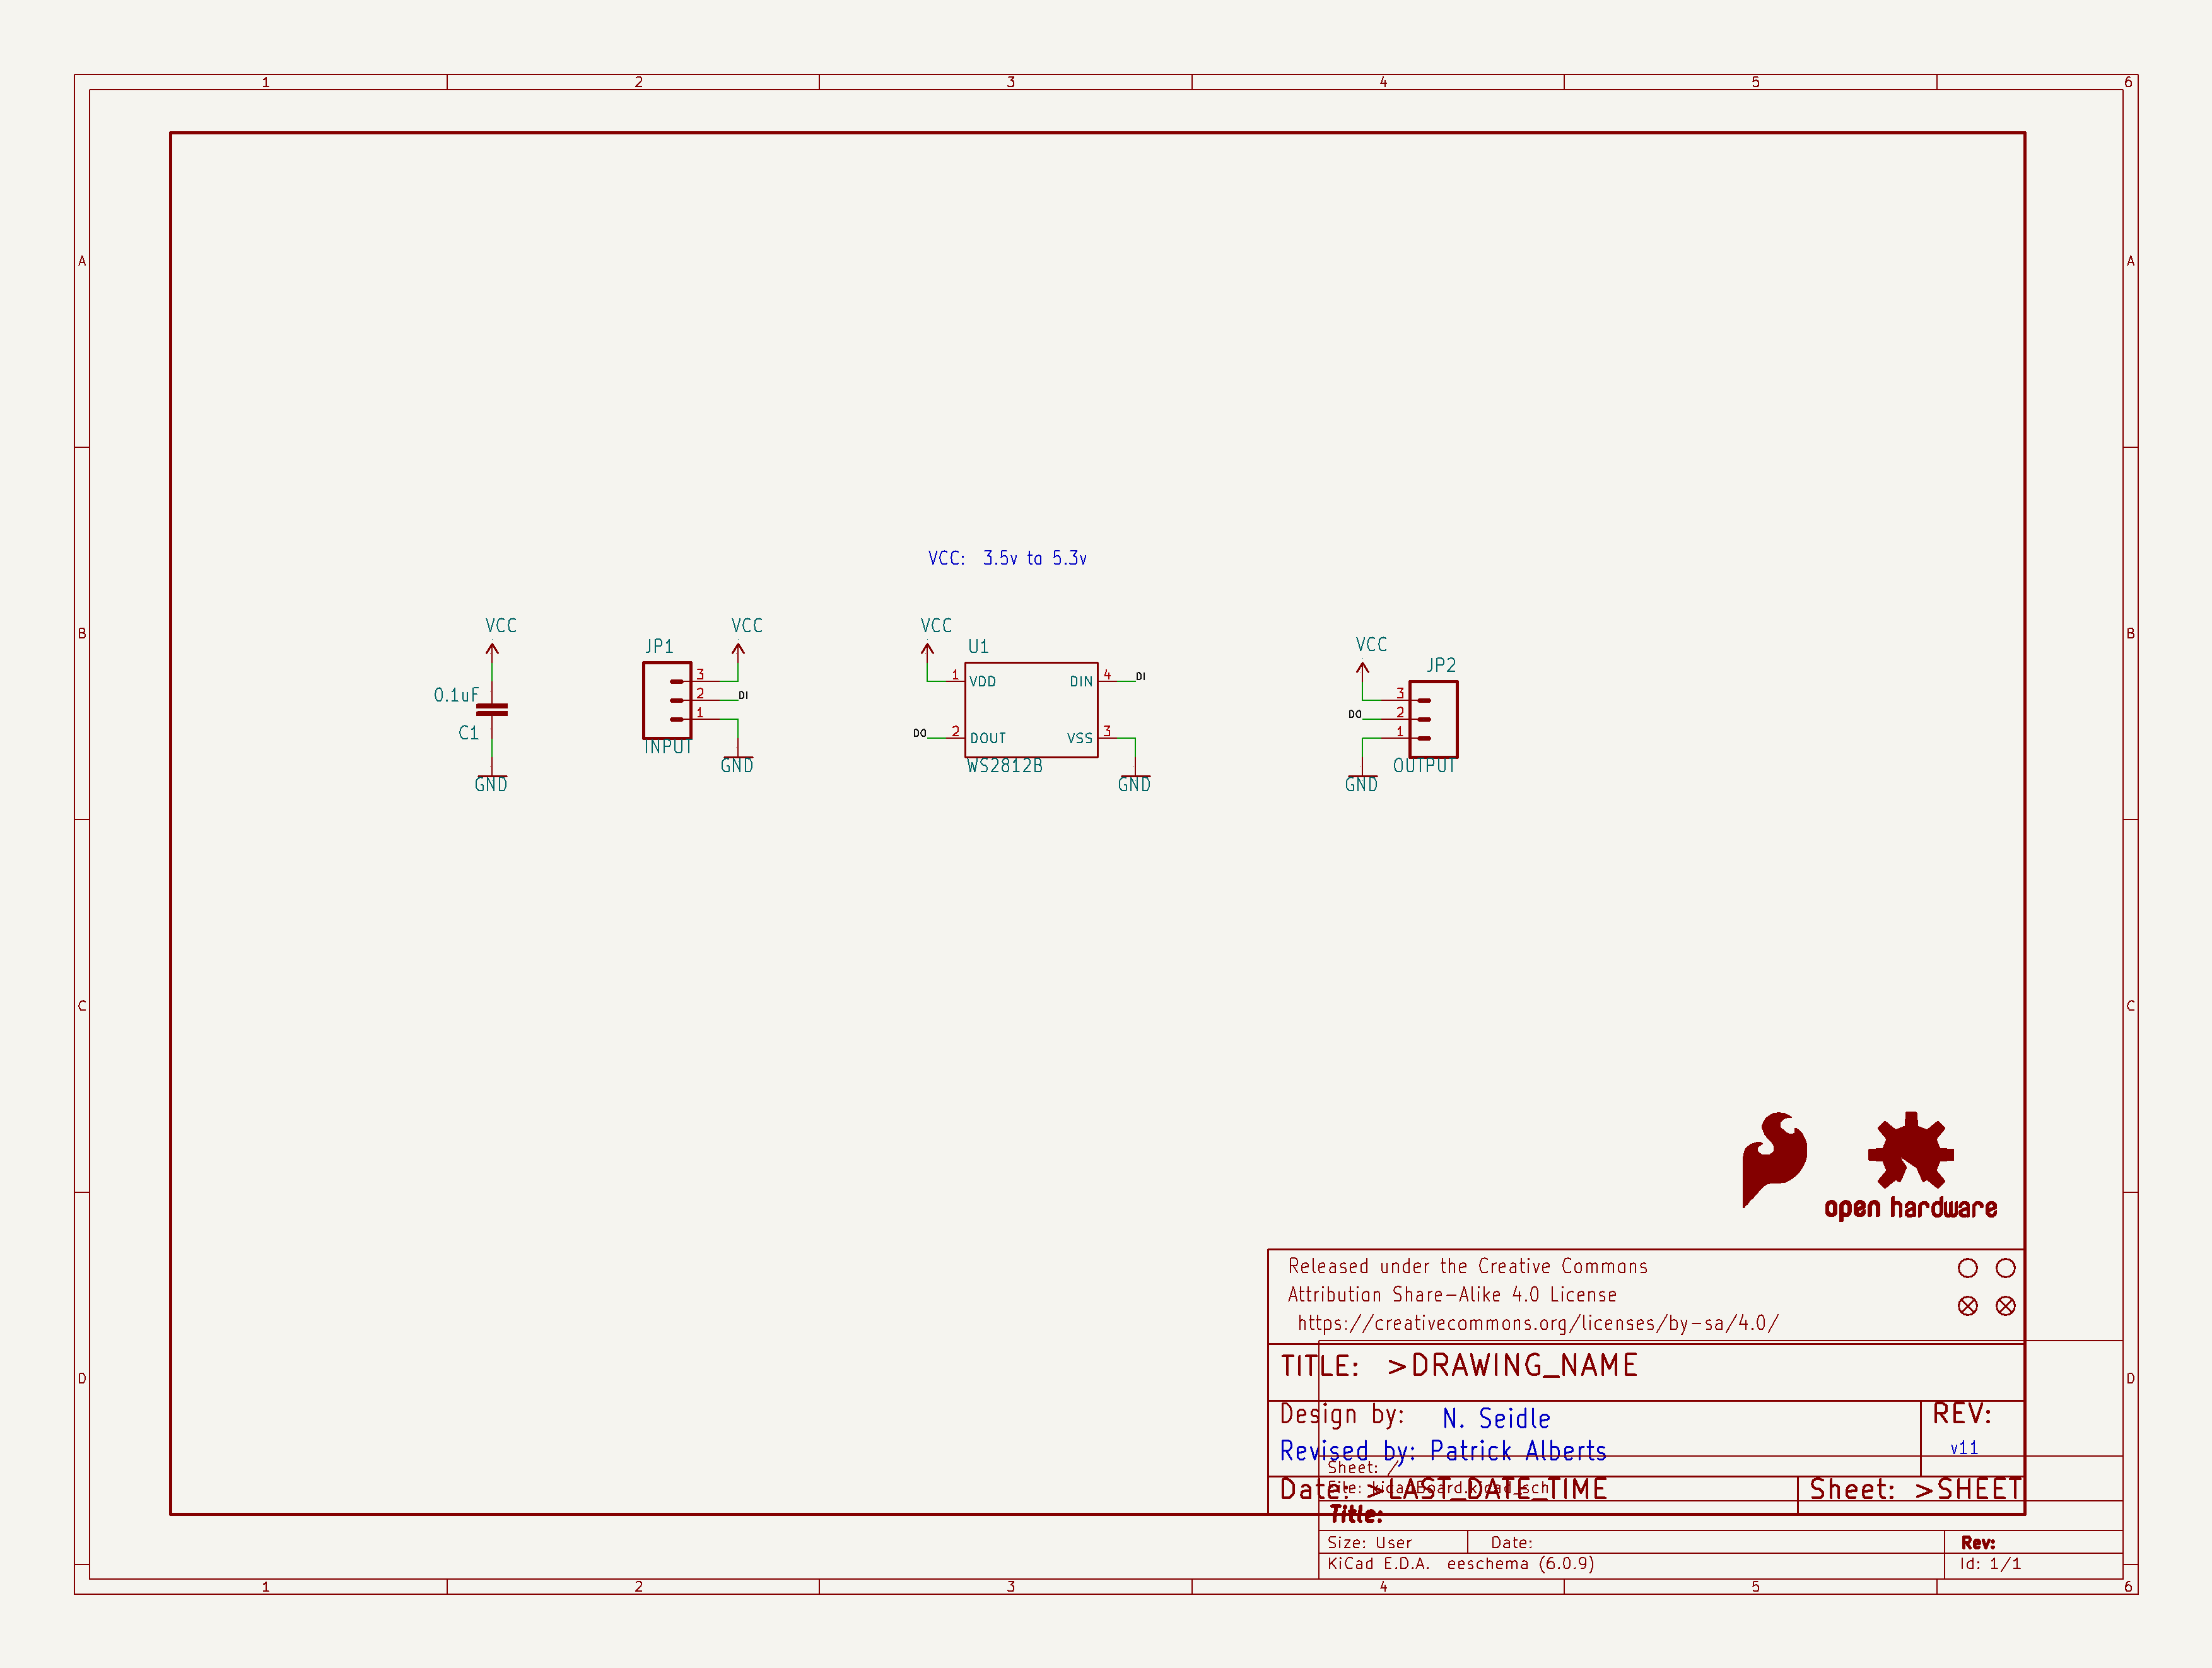 1 2 3 4 5 6
A A
VCC: 3.5v to 5.3v
VCC VCC VCC
B B
VCC
JP1 U1
JP2
3 1 VDD DIN 4 DI
0.1uF 2 DI 3
1 DO 2
C1 DO 2 DOUT VSS 3 1
INPUT
GND WS2812B OUTPUT
GND GND GND
C C
open hardware
Released under the Creative Commons
Attribution Share-Alike 4.0 License
https://creativecommons.org/licenses/by-sa/4.0/
TITLE: >DRAWING_NAME
D D
Design by: N. Seidle REV:
Revised by: Patrick Alberts v11
Sheet: /
File: kicadBoard.kicad_sch
Date: >LAST_DATE_TIME Sheet: >SHEET
Title:
Size: User Date: Rev:
KiCad E.D.A. eeschema (6.0.9) Id: 1/1
1 2 3 4 5 6